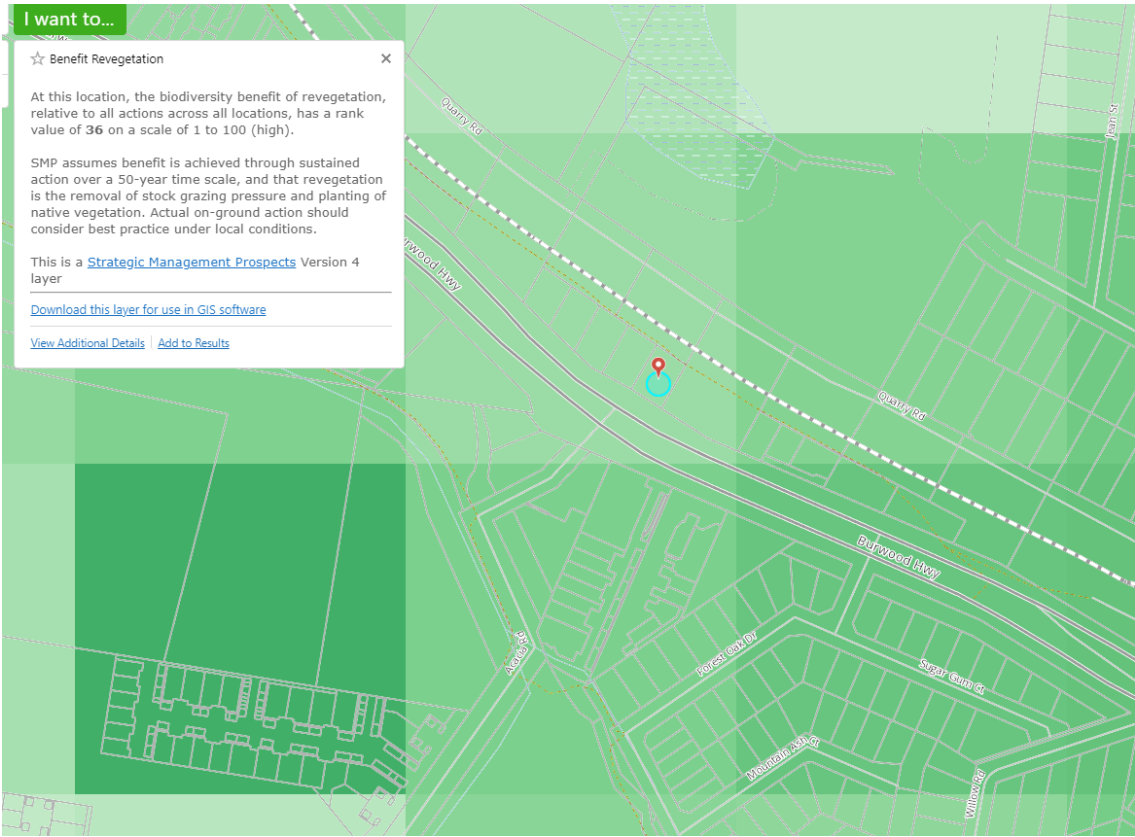 I want to...
Benefit Revegetation
At this location, the biodiversity benefit of revegetation,
relative to all actions across all locations, has a rank
value of 36 on a scale of 1 to 100 (high).
SMP assumes benefit is achieved through sustained
action over a 50-year time scale, and that revegetation
is the removal of stock grazing pressure and planting of
native vegetation. Actual on-ground action should
consider best practice under local conditions.
This is a Strategic Management Prospects Version 4
layer
Download this layer for use in GIS software
View Additional Details Add to Results
Quarry Rd
Jean St
urwood Hwy
Quarry Rd
Burwood Hwy
Acacia Rd
Forest Oak Dr
Sugar Gum Ct
Mountain Ash Ct
Willow Rd